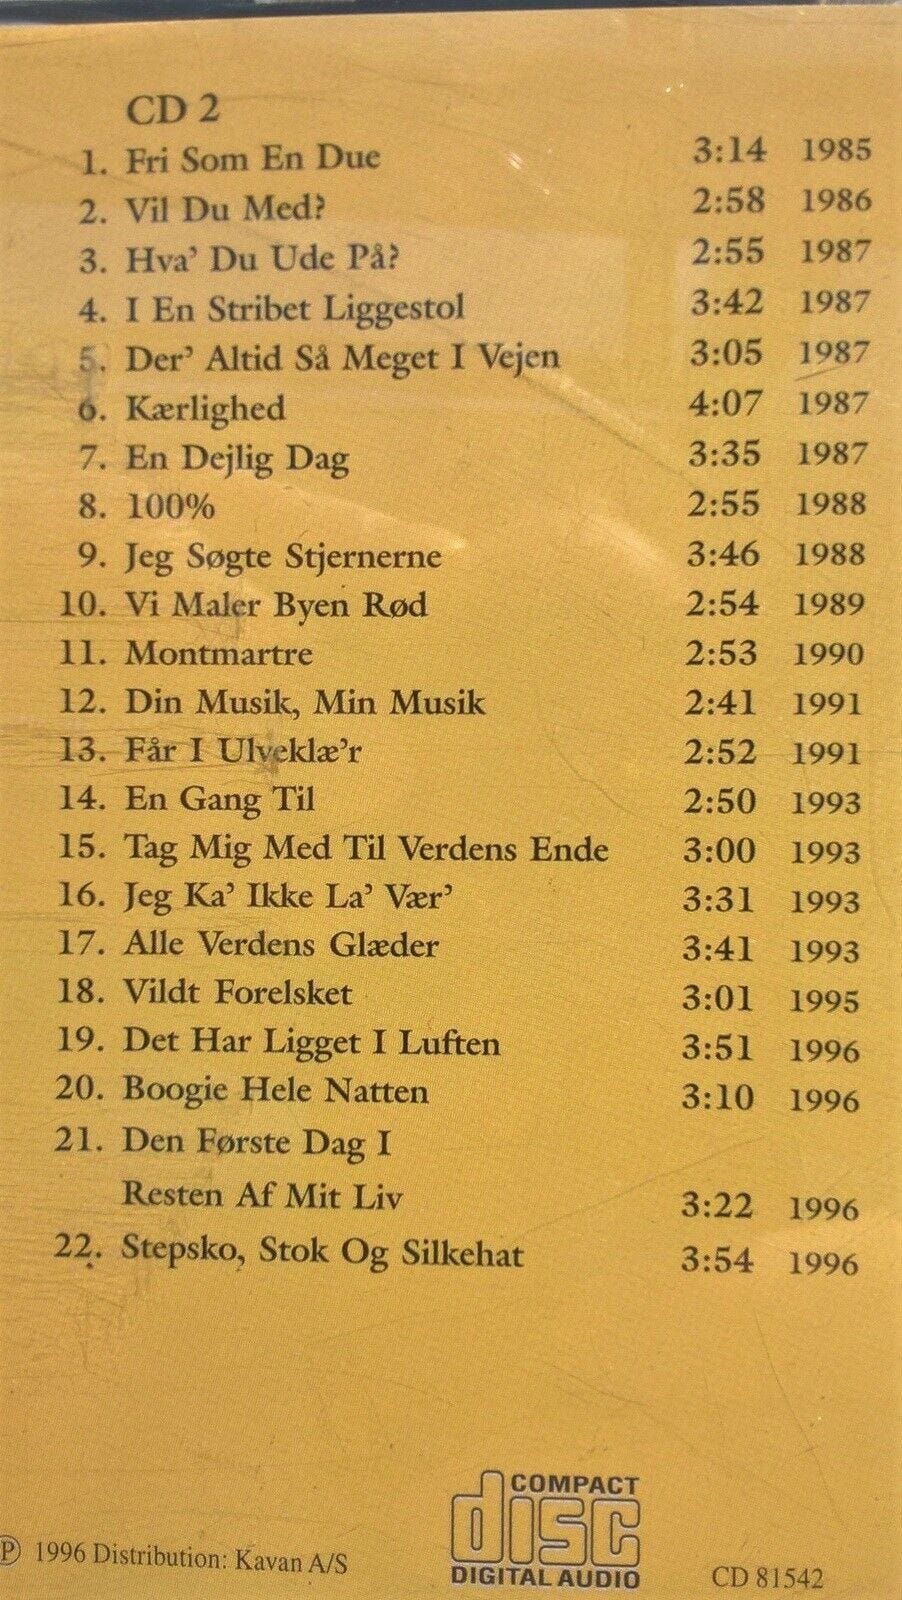 CD 2
1. Fri Som En Due 3:14 1985
2. Vil Du Med? 2:58 1986
3. Hva' Du Ude På? 2:55 1987
4. I En Stribet Liggestol 3:42 1987
5. Der' Altid Så Meget I Vejen 3:05 1987
6. Kærlighed 4:07 1987
7. En Dejlig Dag 3:35 1987
8. 100% 2:55 1988
9. Jeg Søgte Stjernerne 3:46 1988
10. Vi Maler Byen Rød 2:54 1989
11. Montmartre 2:53 1990
12. Din Musik, Min Musik 2:41 1991
13. Får I Ulveklæ'r 2:52 1991
14. En Gang Til 2:50 1993
15. Tag Mig Med Til Verdens Ende 3:00 1993
16. Jeg Ka' Ikke La' Vær' 3:31 1993
17. Alle Verdens Glæder 3:41 1993
18. Vildt Forelsket 3:01 1995
19. Det Har Ligget I Luften 3:51 1996
20. Boogie Hele Natten 3:10 1996
21. Den Første Dag I
Resten Af Mit Liv 3:22 1996
22. Stepsko, Stok Og Silkehat 3:54 1996
COMPACT
disc
DIGITAL AUDIO
℗ 1996 Distribution: Kavan A/S
CD 81542